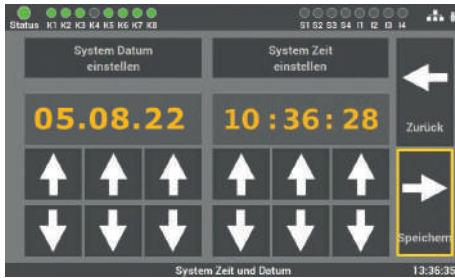 Status K1 K2 K3 K4 K5 K6 K7 K8 S1 S2 S3 S4 I1 I2 I3 I4
System Datum
einstellen
System Zeit
einstellen
05.08.22
10:36:28
Zurück
Speichern
System Zeit und Datum
13:36:35